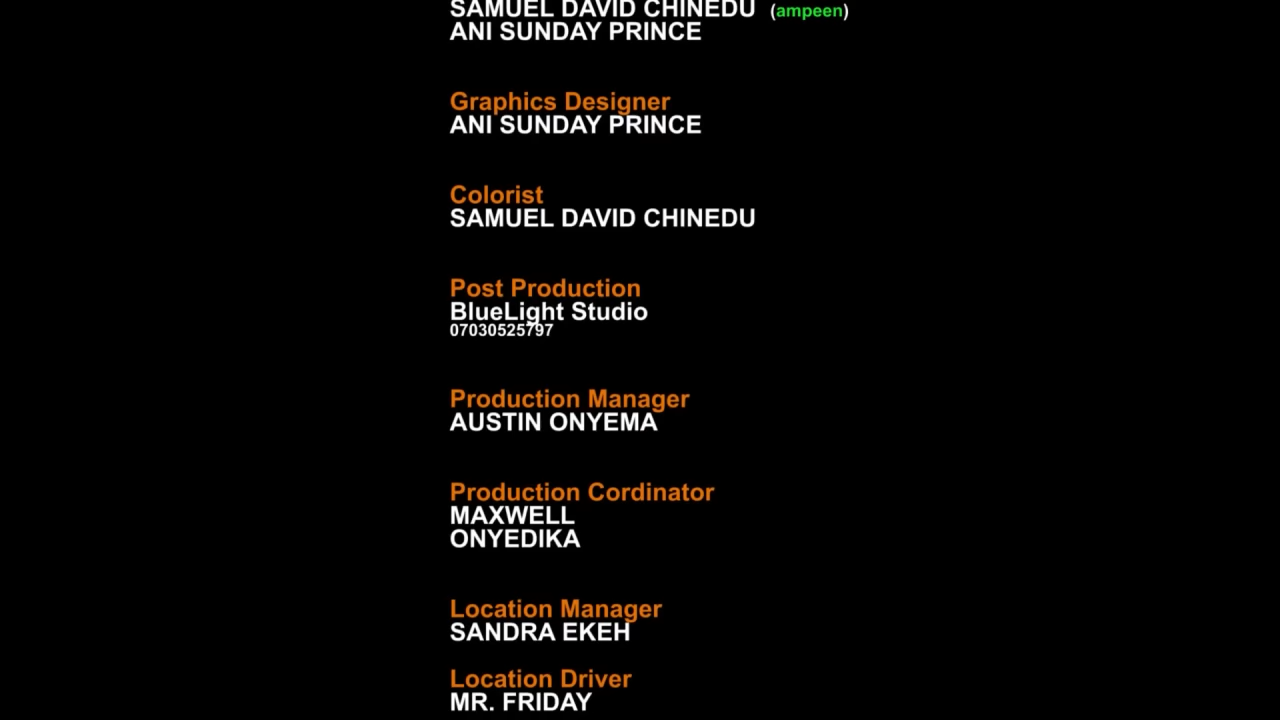 SAMUEL DAVID CHINEDU (ampeen)
ANI SUNDAY PRINCE
Graphics Designer
ANI SUNDAY PRINCE
Colorist
SAMUEL DAVID CHINEDU
Post Production
BlueLight Studio
07030525797
Production Manager
AUSTIN ONYEMA
Production Cordinator
MAXWELL
ONYEDIKA
Location Manager
SANDRA EKEH
Location Driver
MR. FRIDAY